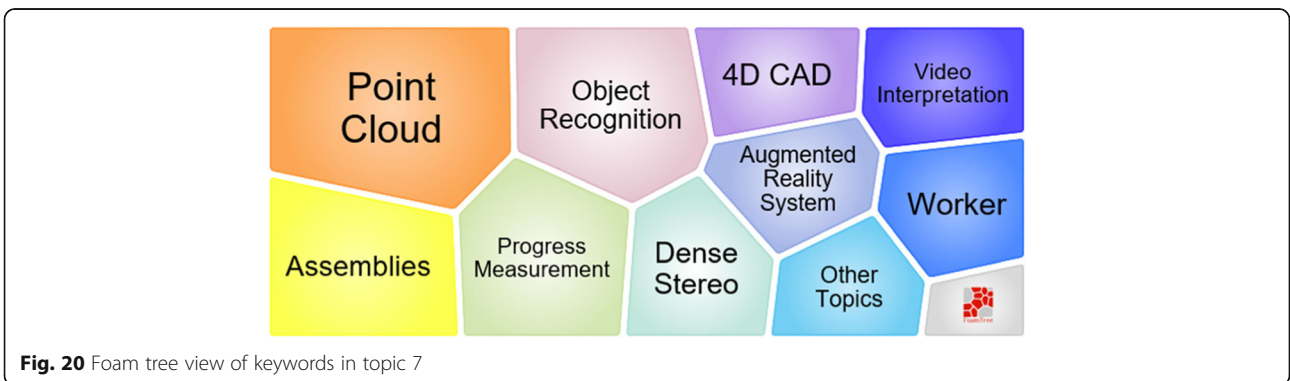 Point
Cloud
Object
Recognition
4D CAD
Video
Interpretation
Augmented
Reality
System
Worker
Assemblies
Progress
Measurement
Dense
Stereo
Other
Topics
FoamTree
Fig. 20 Foam tree view of keywords in topic 7